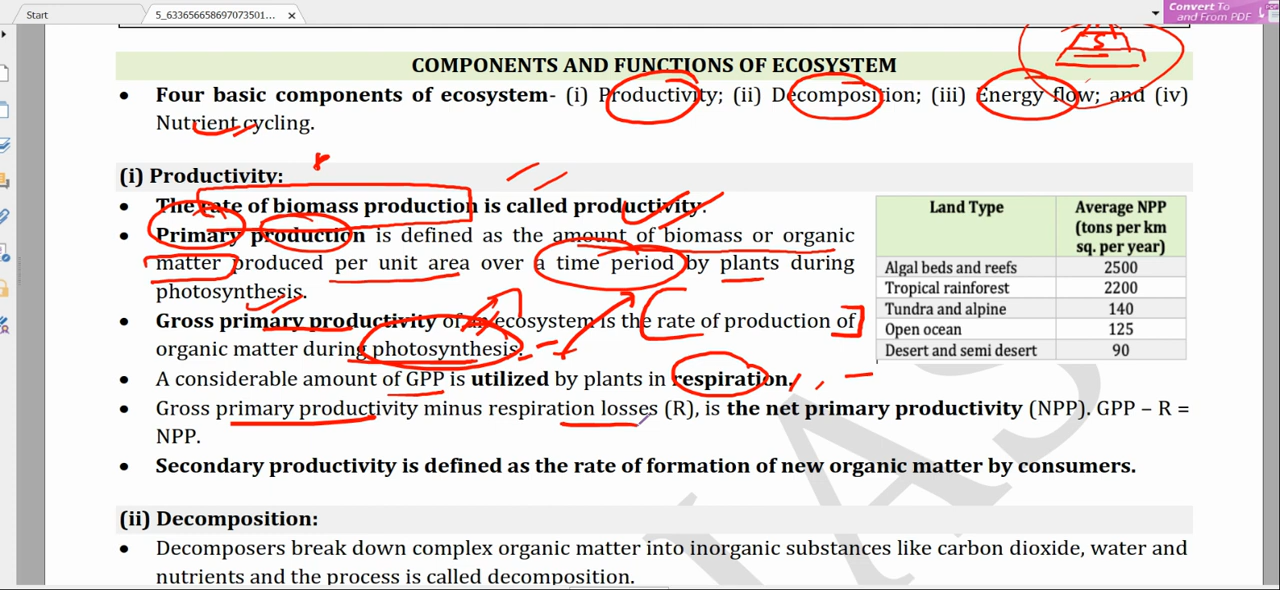 Start
5_633656658697073501...
Convert To
and From PDF
5
COMPONENTS AND FUNCTIONS OF ECOSYSTEM
• Four basic components of ecosystem- (i) Productivity; (ii) Decomposition; (iii) Energy flow; and (iv)
Nutrient cycling.
(i) Productivity:
• The rate of biomass production is called productivity.
• Primary production is defined as the amount of biomass or organic
matter produced per unit area over a time period by plants during
photosynthesis.
• Gross primary productivity of an ecosystem is the rate of production of
organic matter during photosynthesis.
• A considerable amount of GPP is utilized by plants in respiration.
• Gross primary productivity minus respiration losses (R), is the net primary productivity (NPP). GPP – R =
NPP.
• Secondary productivity is defined as the rate of formation of new organic matter by consumers.
Land Type Average NPP
(tons per km
sq. per year)
Algal beds and reefs 2500
Tropical rainforest 2200
Tundra and alpine 140
Open ocean 125
Desert and semi desert 90
(ii) Decomposition:
• Decomposers break down complex organic matter into inorganic substances like carbon dioxide, water and
nutrients and the process is called decomposition.
IAS